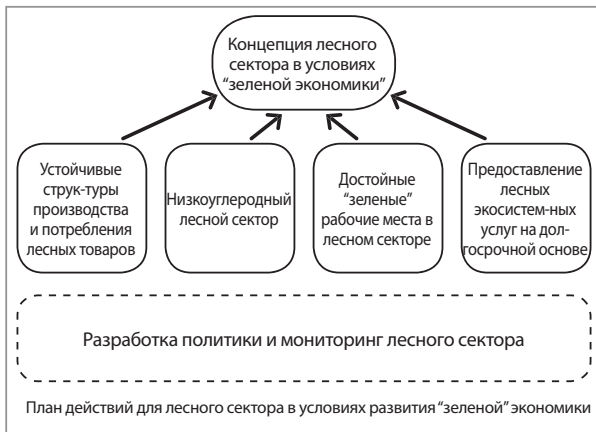 Концепция лесного
сектора в условиях
“зеленой экономики”
Устойчивые
струк-туры
производства
и потребления
лесных товаров
Низкоуглеродный
лесной сектор
Достойные
“зеленые”
рабочие места в
лесном секторе
Предоставление
лесных
экосистем-ных
услуг на дол-
госрочной основе
Разработка политики и мониторинг лесного сектора
План действий для лесного сектора в условиях развития “зеленой” экономики